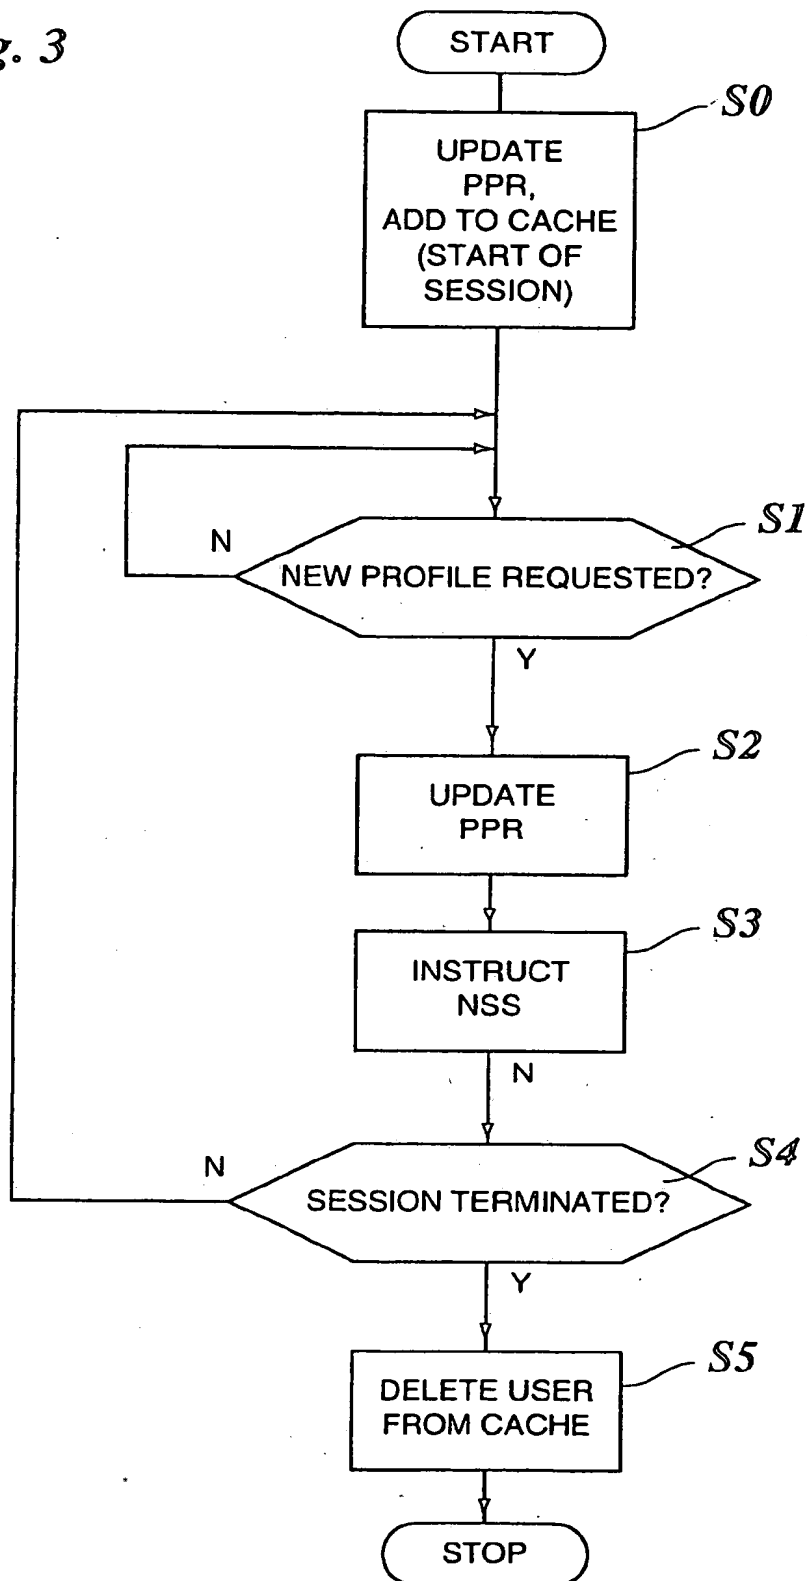 g. 3
START
S0
UPDATE
PPR,
ADD TO CACHE
(START OF
SESSION)
S1
N
NEW PROFILE REQUESTED?
Y
S2
UPDATE
PPR
S3
INSTRUCT
NSS
N
S4
N
SESSION TERMINATED?
Y
S5
DELETE USER
FROM CACHE
STOP